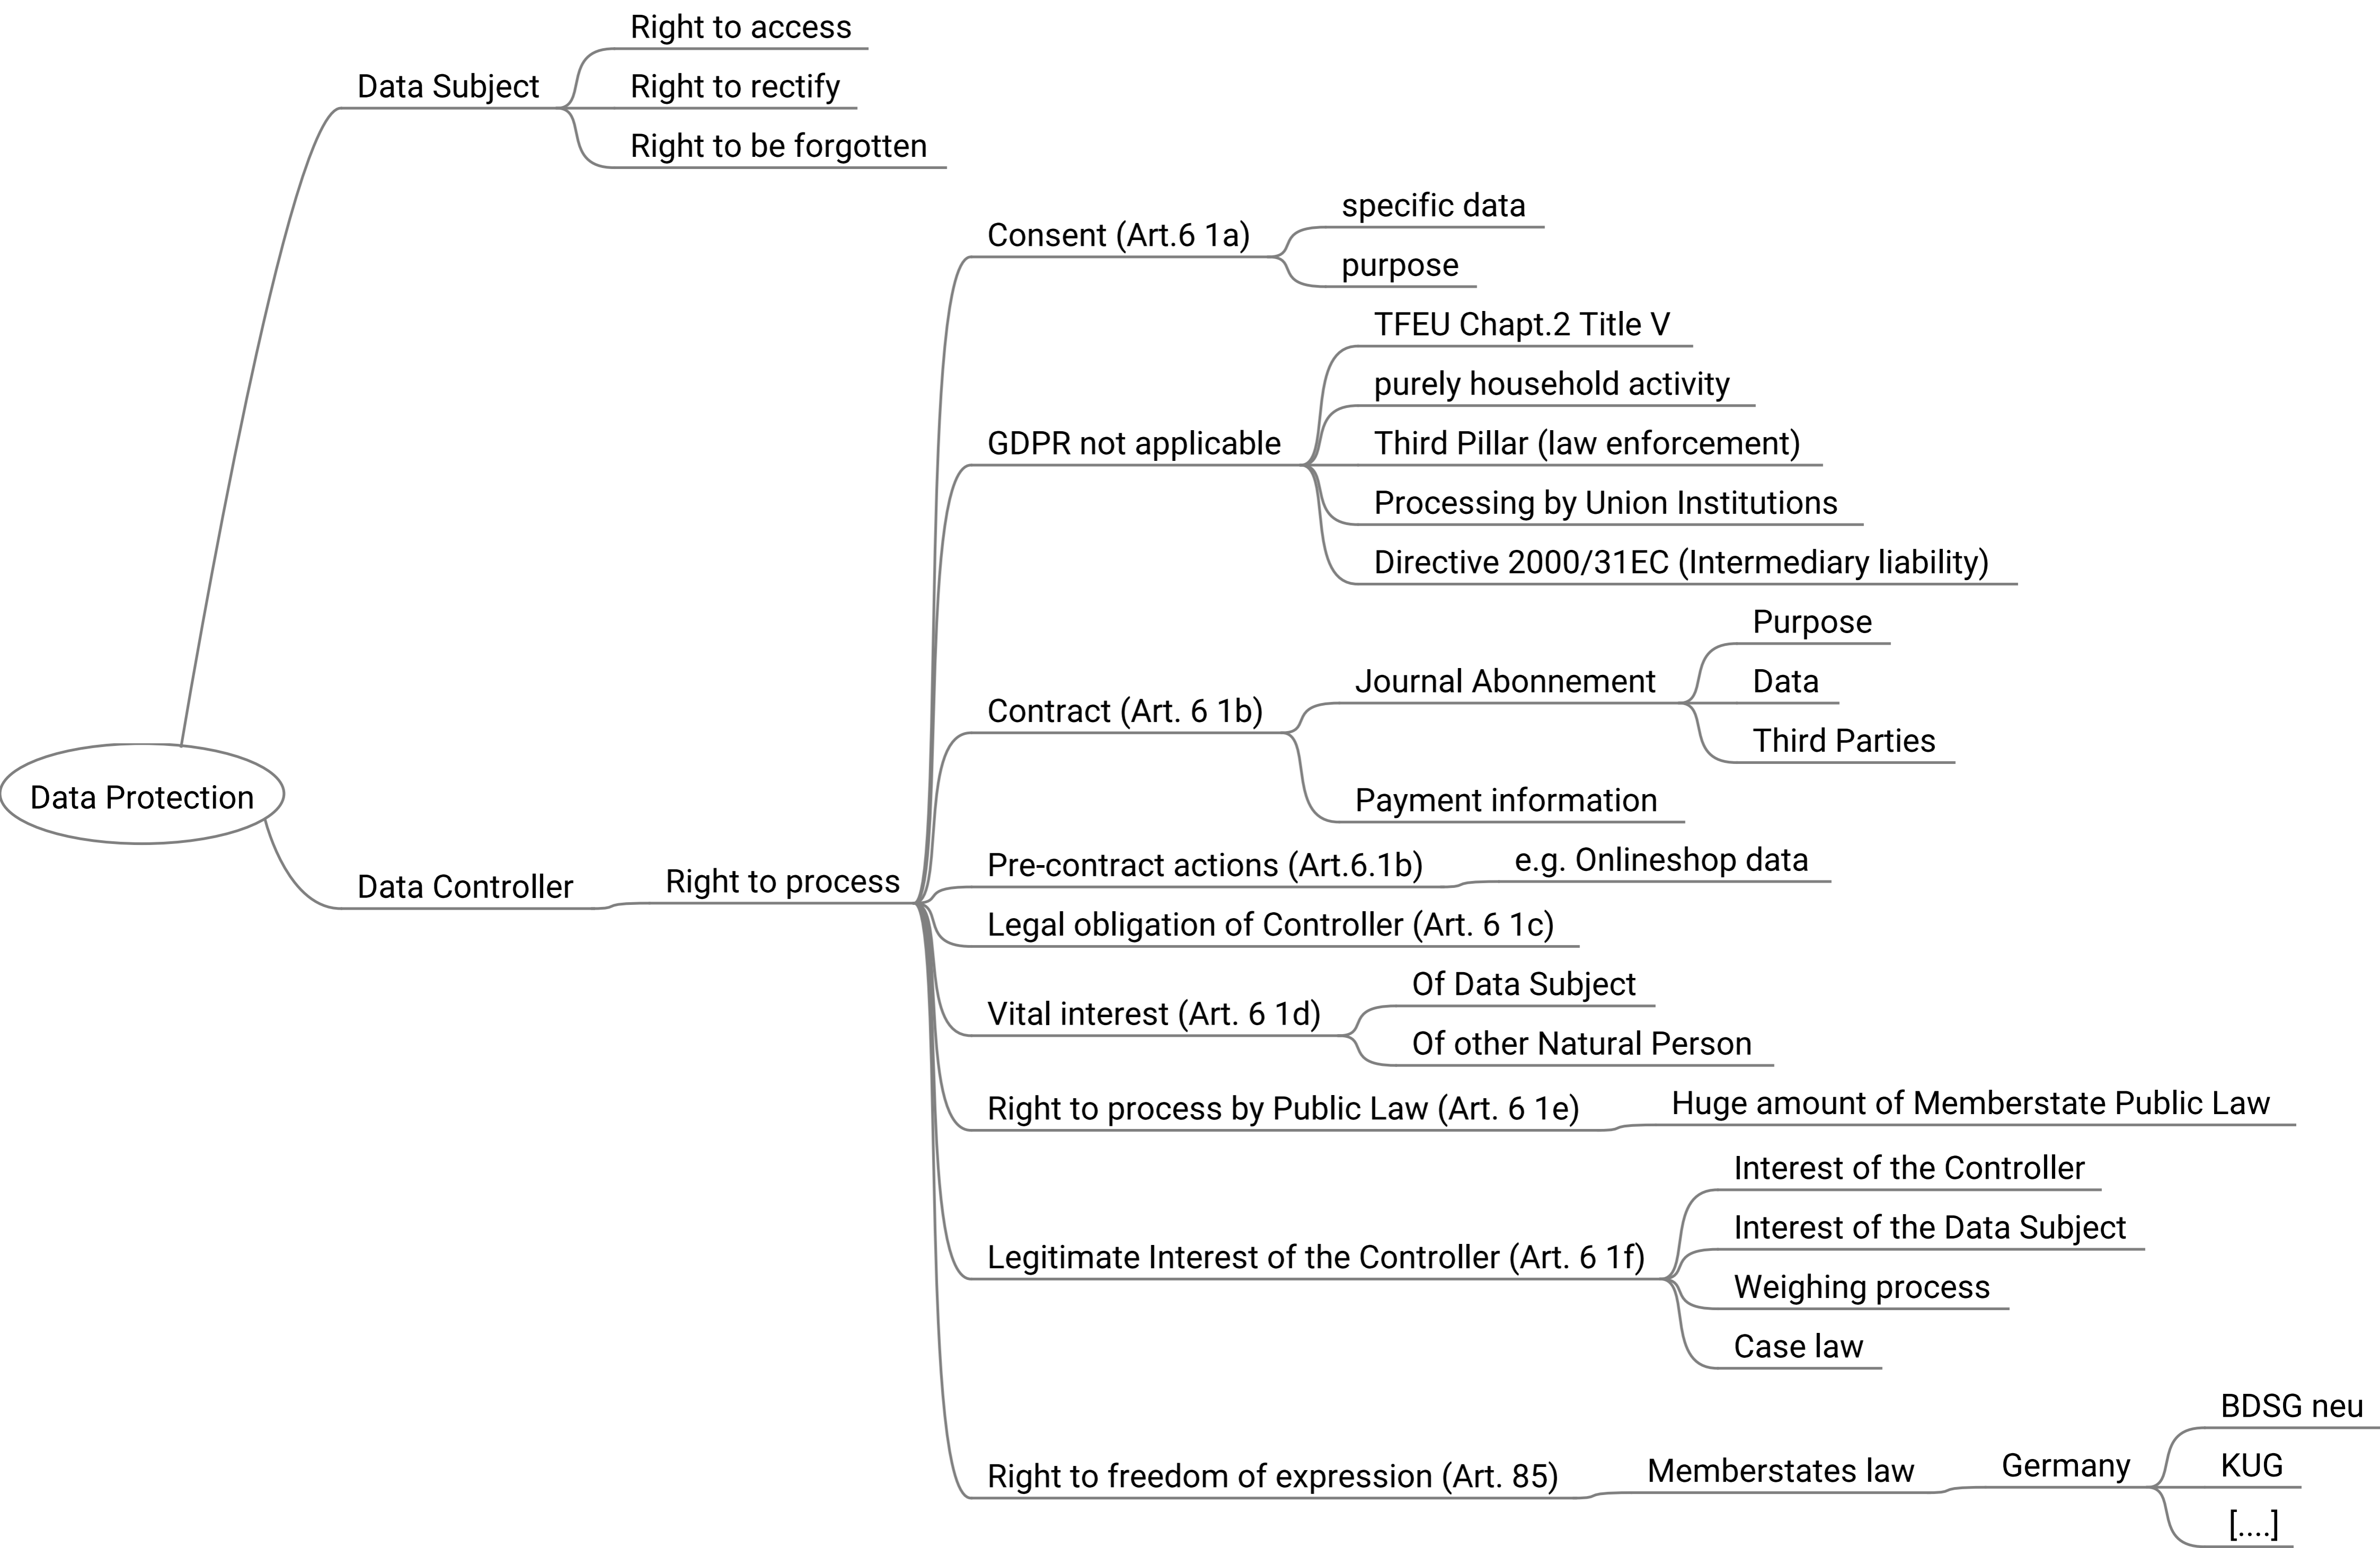 Data Protection
Data Subject
Right to access
Right to rectify
Right to be forgotten
Data Controller
Right to process
Consent (Art.6 1a)
specific data
purpose
GDPR not applicable
TFEU Chapt.2 Title V
purely household activity
Third Pillar (law enforcement)
Processing by Union Institutions
Directive 2000/31EC (Intermediary liability)
Contract (Art. 6 1b)
Journal Abonnement
Purpose
Data
Third Parties
Payment information
Pre-contract actions (Art.6.1b)
e.g. Onlineshop data
Legal obligation of Controller (Art. 6 1c)
Vital interest (Art. 6 1d)
Of Data Subject
Of other Natural Person
Right to process by Public Law (Art. 6 1e)
Huge amount of Memberstate Public Law
Legitimate Interest of the Controller (Art. 6 1f)
Interest of the Controller
Interest of the Data Subject
Weighing process
Case law
Right to freedom of expression (Art. 85)
Memberstates law
Germany
BDSG neu
KUG
[....]